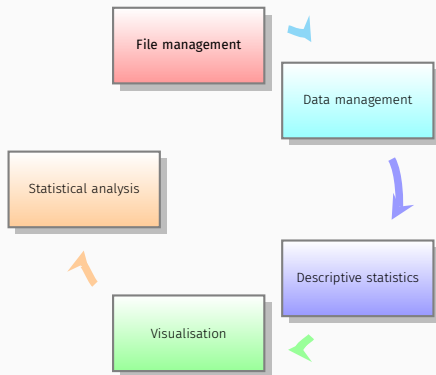 File management
Data management
Descriptive statistics
Visualisation
Statistical analysis